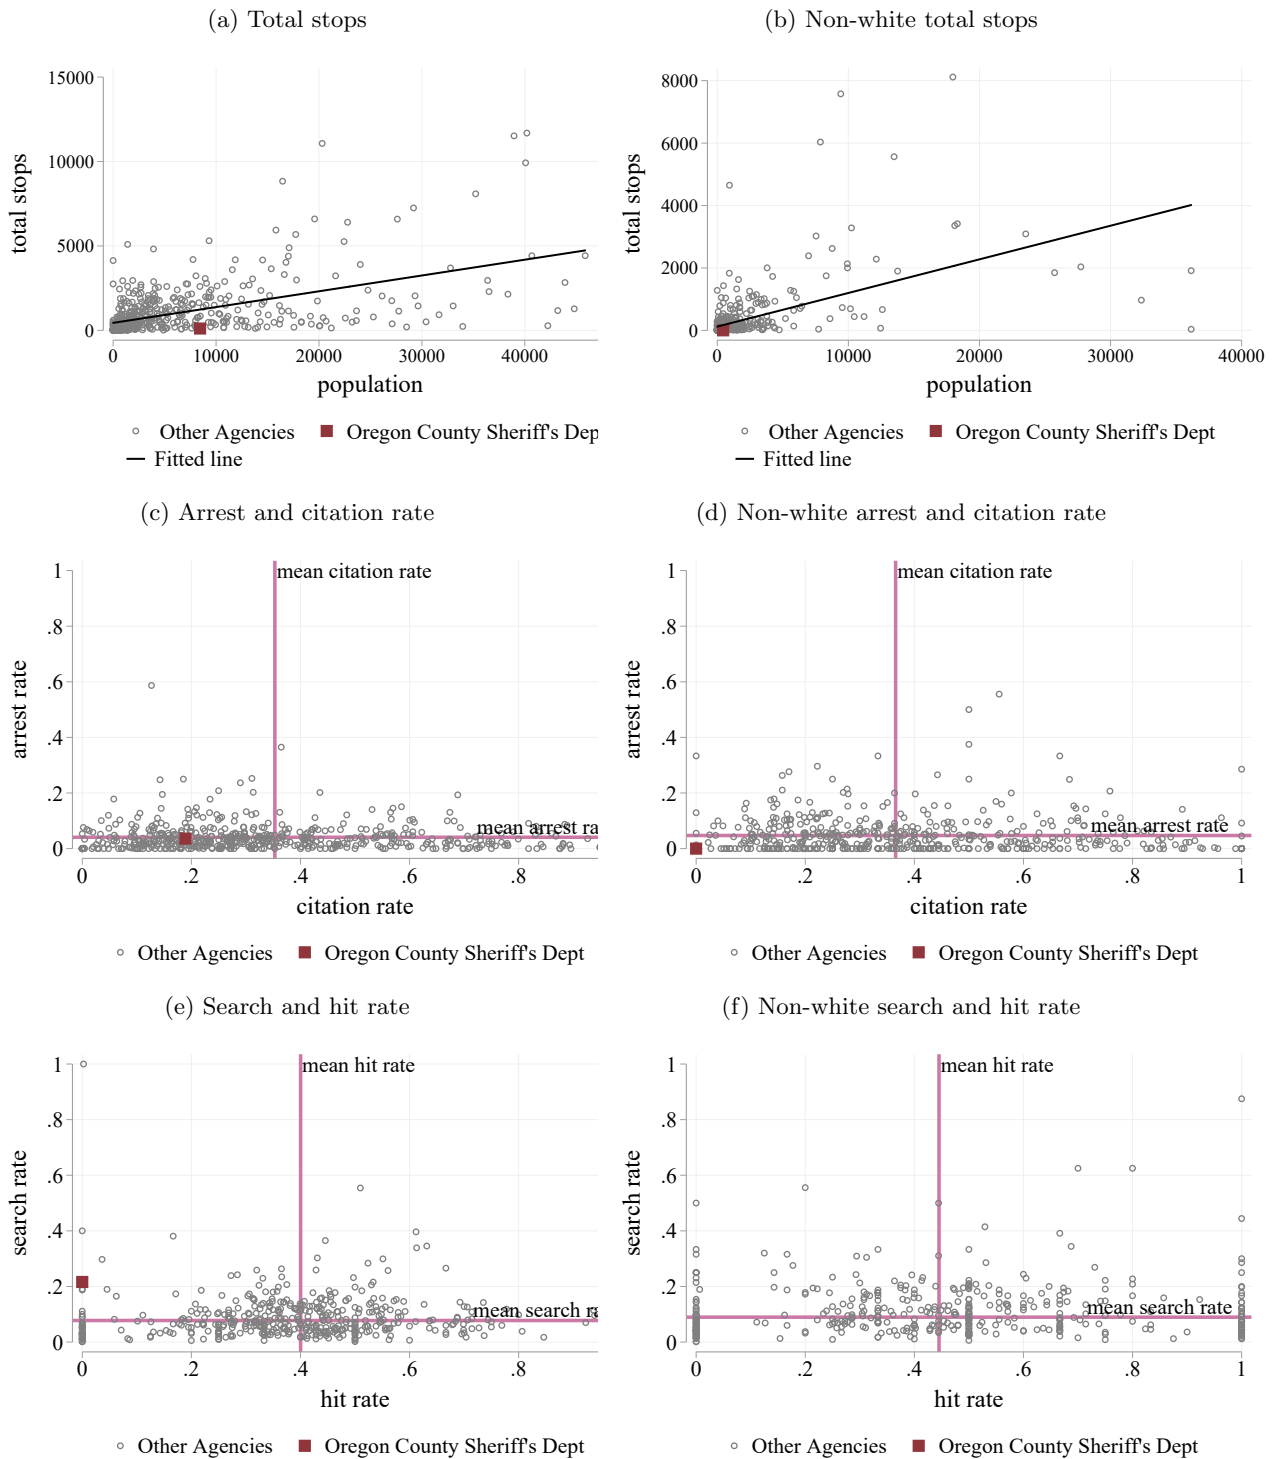 (a) Total stops
(b) Non-white total stops
15000
10000
5000
0
total stops
0 10000 20000 30000 40000
population
Other Agencies Oregon County Sheriff's Dep
Fitted line
8000
6000
4000
2000
0
total stops
0 10000 20000 30000 40000
population
Other Agencies Oregon County Sheriff's Dept
Fitted line
(c) Arrest and citation rate
(d) Non-white arrest and citation rate
1
.8
.6
.4
.2
0
arrest rate
mean citation rate
mean arrest ra
0 .2 .4 .6 .8
citation rate
Other Agencies Oregon County Sheriff's Dept
1
.8
.6
.4
.2
0
arrest rate
mean citation rate
mean arrest rate
0 .2 .4 .6 .8 1
citation rate
Other Agencies Oregon County Sheriff's Dept
(e) Search and hit rate
(f) Non-white search and hit rate
1
.8
.6
.4
.2
0
search rate
mean hit rate
mean search ra
0 .2 .4 .6 .8
hit rate
Other Agencies Oregon County Sheriff's Dept
1
.8
.6
.4
.2
0
search rate
mean hit rate
mean search rate
0 .2 .4 .6 .8 1
hit rate
Other Agencies Oregon County Sheriff's Dept